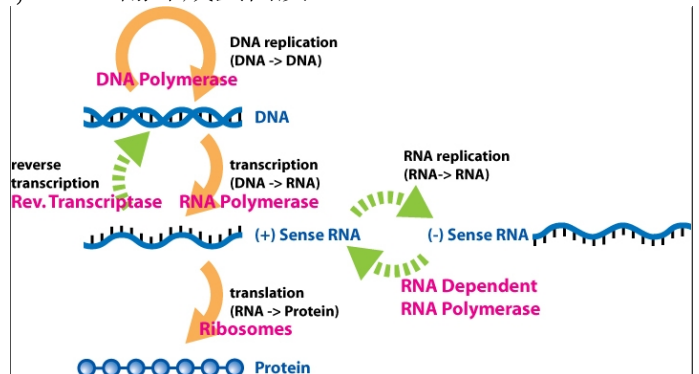 DNA replication
(DNA -> DNA)
DNA Polymerase
DNA
reverse
transcription
Rev. Transcriptase
transcription
(DNA -> RNA)
RNA Polymerase
RNA replication
(RNA-> RNA)
(+) Sense RNA
(-) Sense RNA
RNA Dependent
RNA Polymerase
translation
(RNA -> Protein)
Ribosomes
Protein